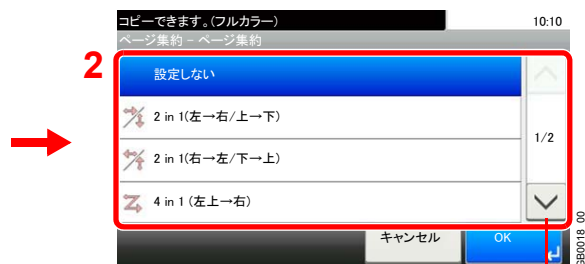 コピーできます。(フルカラー)
10:10
ページ集約 - ページ集約
2
設定しない
2 in 1(左→右/上→下)
1/2
2 in 1(右→左/下→上)
4 in 1 (左上→右)
キャンセル
OK
GB0018_00